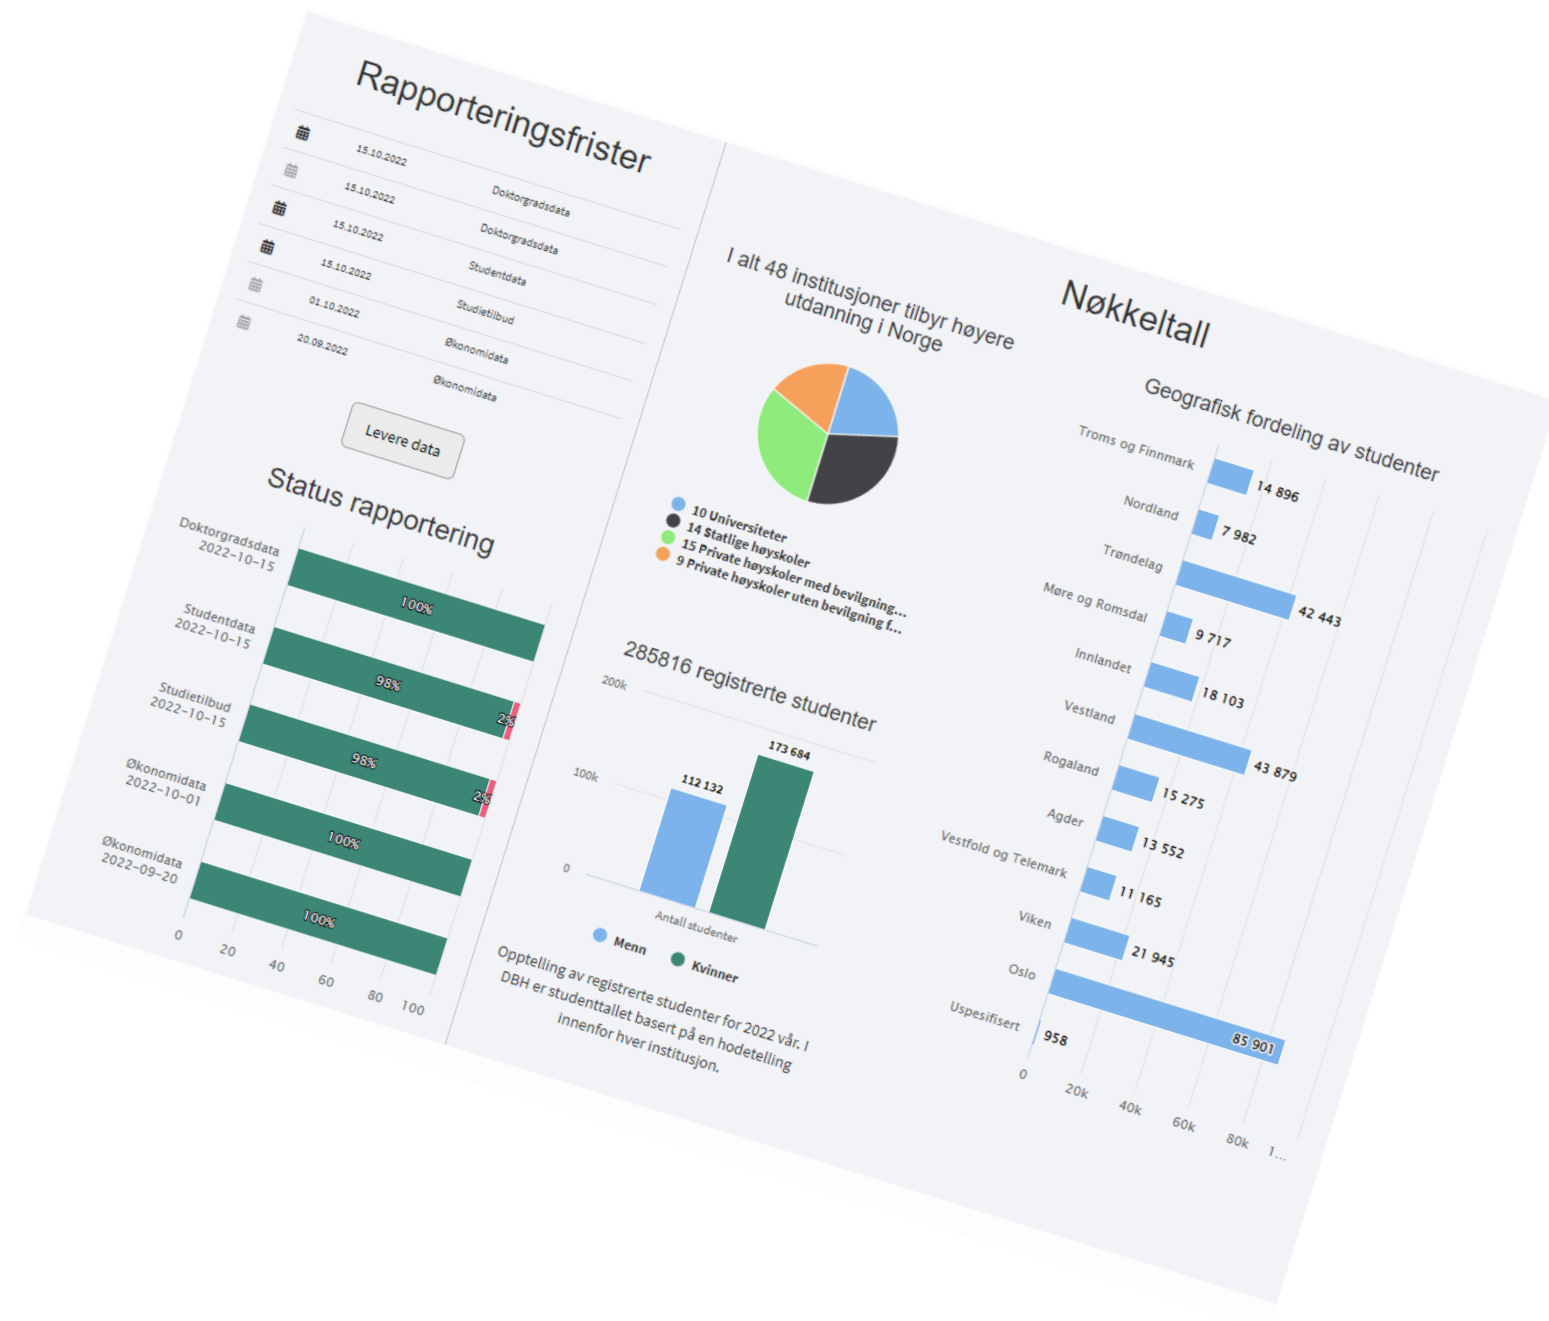 Rapporteringsfrister
15.10.2022 Doktorgradsdata
15.10.2022 Doktorgradsdata
15.10.2022 Studentdata
15.10.2022 Studietilbud
01.10.2022 Økonomidata
20.09.2022 Økonomidata
Levere data
Status rapportering
Doktorgradsdata
2022-10-15
100%
Studentdata
2022-10-15
98% 2%
Studietilbud
2022-10-15
98% 2%
Økonomidata
2022-10-01
100%
Økonomidata
2022-09-20
100%
0 20 40 60 80 100
Nøkkeltall
I alt 48 institusjoner tilbyr høyere
utdanning i Norge
10 Universiteter
14 Statlige høyskoler
15 Private høyskoler med bevilgning...
9 Private høyskoler uten bevilgning f...
285816 registrerte studenter
200k
100k
0
112 132
173 684
Antall studenter
Menn Kvinner
Opptelling av registrerte studenter for 2022 vår. I
DBH er studenttallet basert på en hodetelling
innenfor hver institusjon.
Geografisk fordeling av studenter
Troms og Finnmark 14 896
Nordland 7 982
Trøndelag 42 443
Møre og Romsdal 9 717
Innlandet 18 103
Vestland 43 879
Rogaland 15 275
Agder 13 552
Vestfold og Telemark 11 165
Viken 21 945
Oslo 85 901
Uspesifisert 958
0 20k 40k 60k 80k 1...